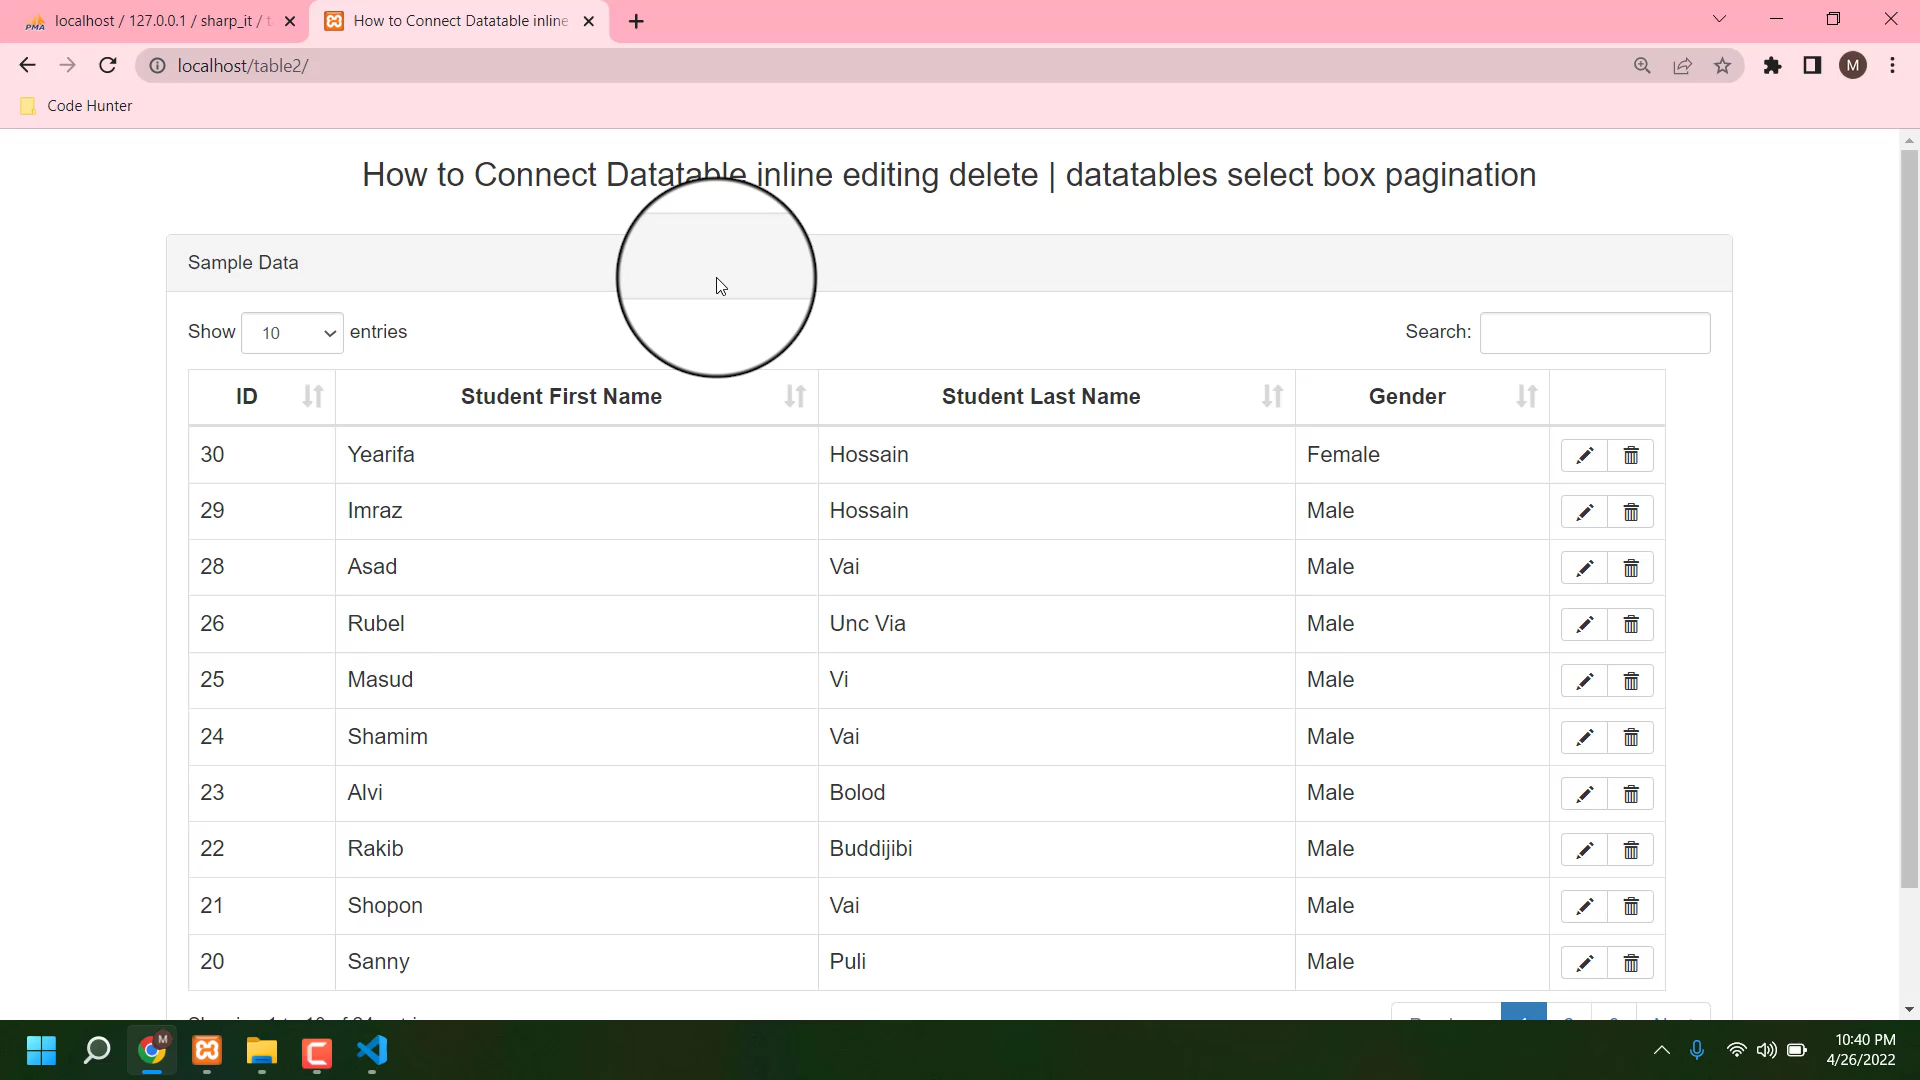 PMA localhost / 127.0.0.1 / sharp_it /
How to Connect Datatable inline
localhost/table2/
M
Code Hunter
How to Connect Datatable inline editing delete | datatables select box pagination
Sample Data
Show 10 entries
Search:
ID Student First Name Student Last Name Gender
30 Yearifa Hossain Female
29 Imraz Hossain Male
28 Asad Vai Male
26 Rubel Unc Via Male
25 Masud Vi Male
24 Shamim Vai Male
23 Alvi Bolod Male
22 Rakib Buddijibi Male
21 Shopon Vai Male
20 Sanny Puli Male
M
10:40 PM
4/26/2022